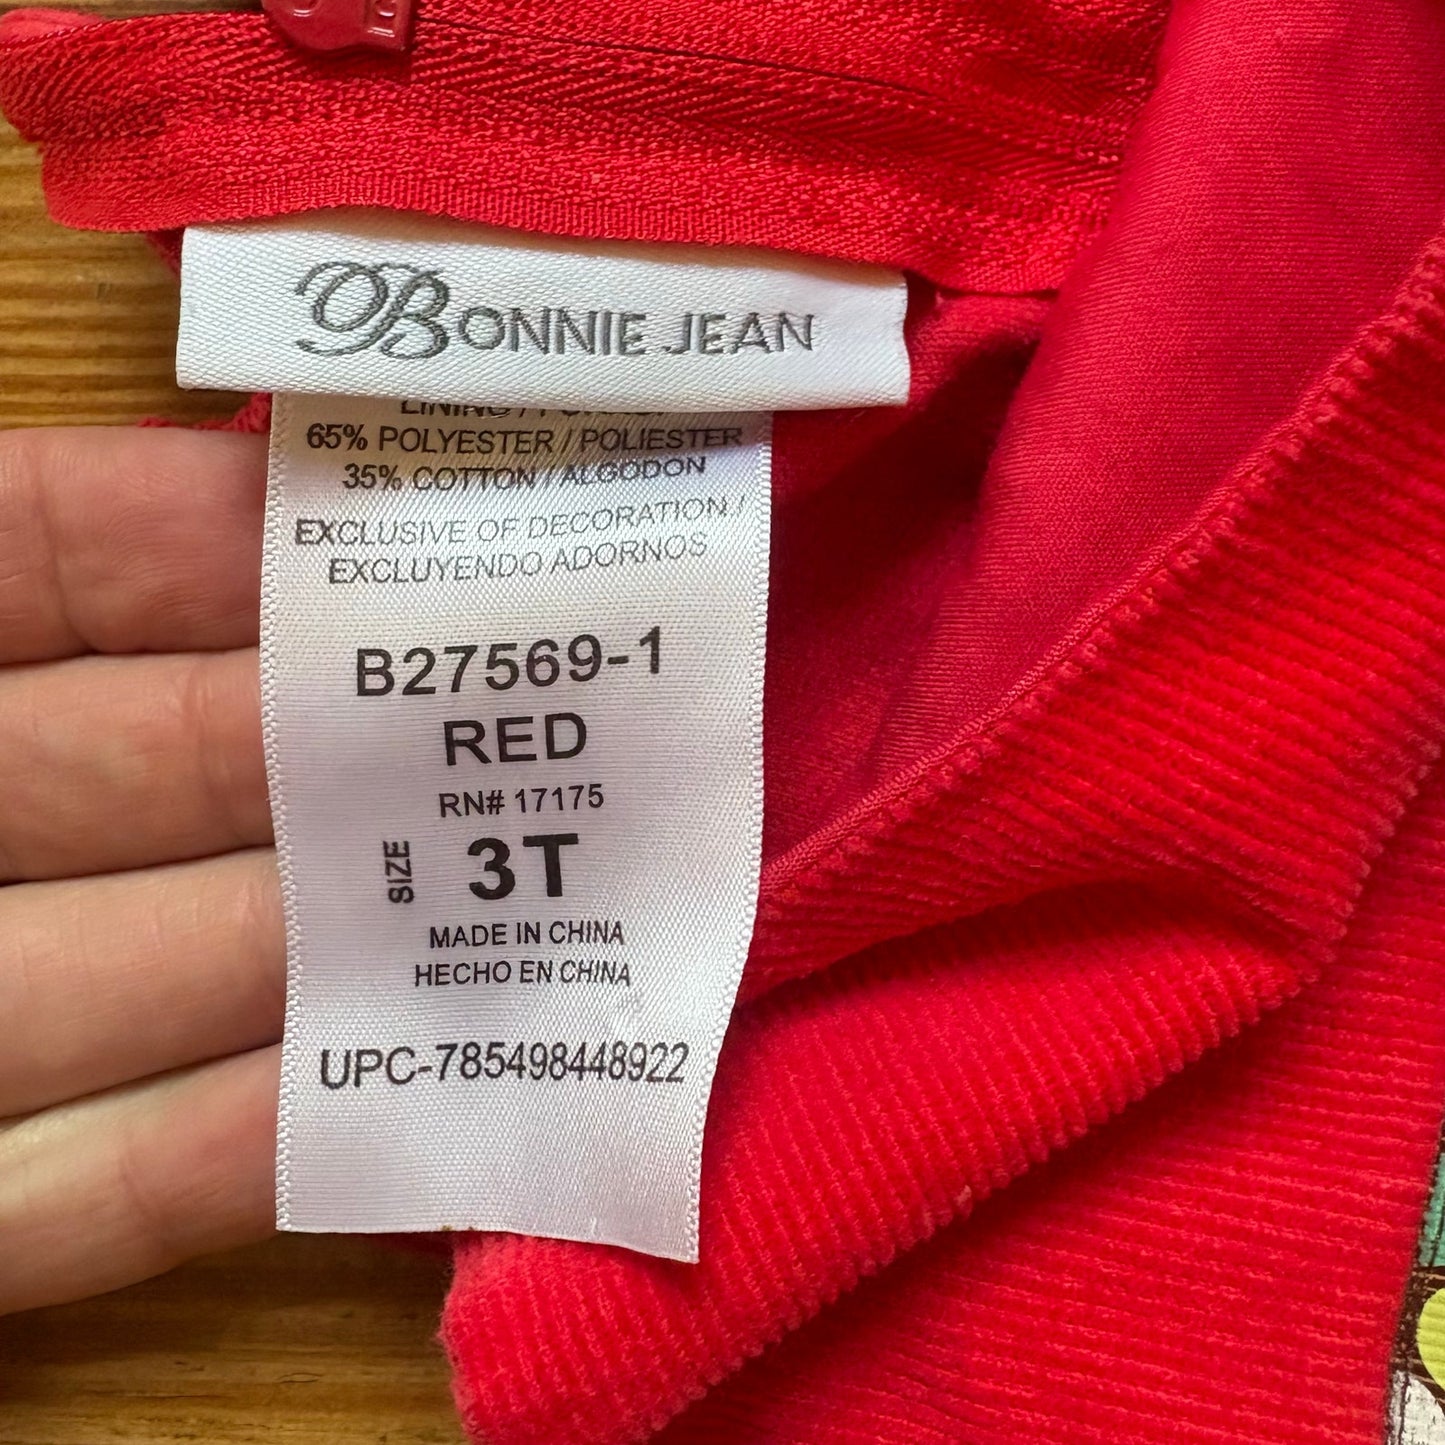 BONNIE JEAN
LINING /
65% POLYESTER / POLIESTER
35% COTTON / ALGODON
EXCLUSIVE OF DECORATION /
EXCLUYENDO ADORNOS
B27569-1
RED
RN# 17175
SIZE 3T
MADE IN CHINA
HECHO EN CHINA
UPC-785498448922